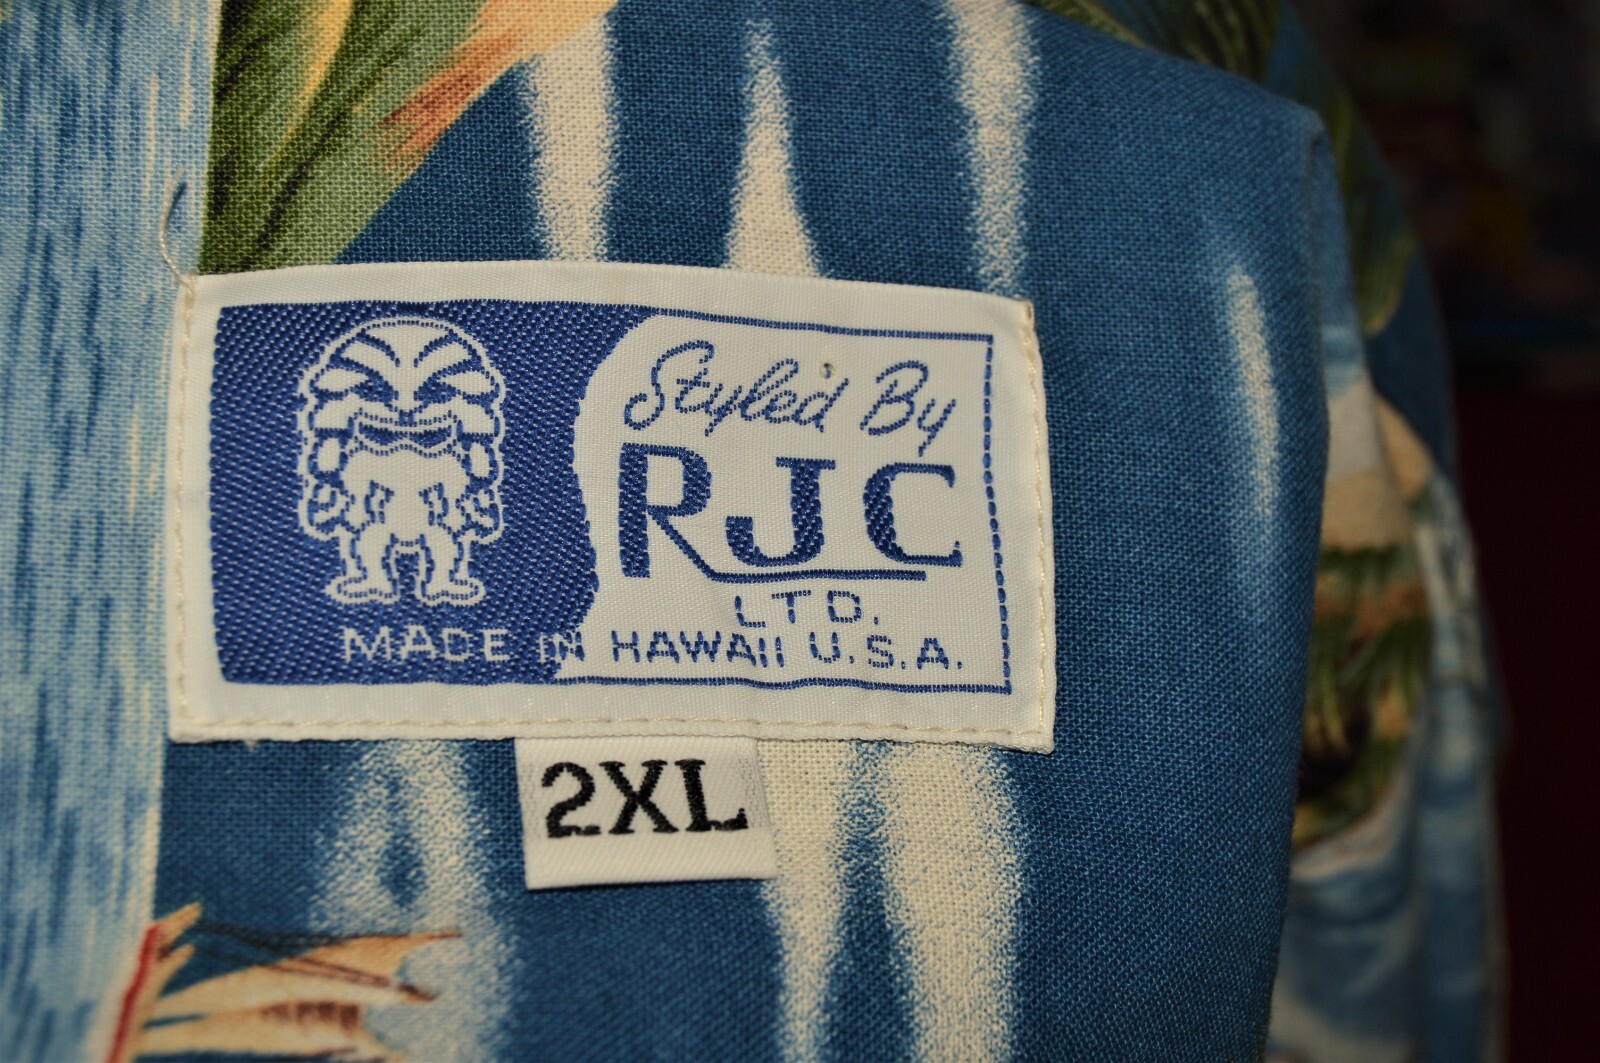 Styled By
RJC
LTD.
MADE IN HAWAII U.S.A.
2XL